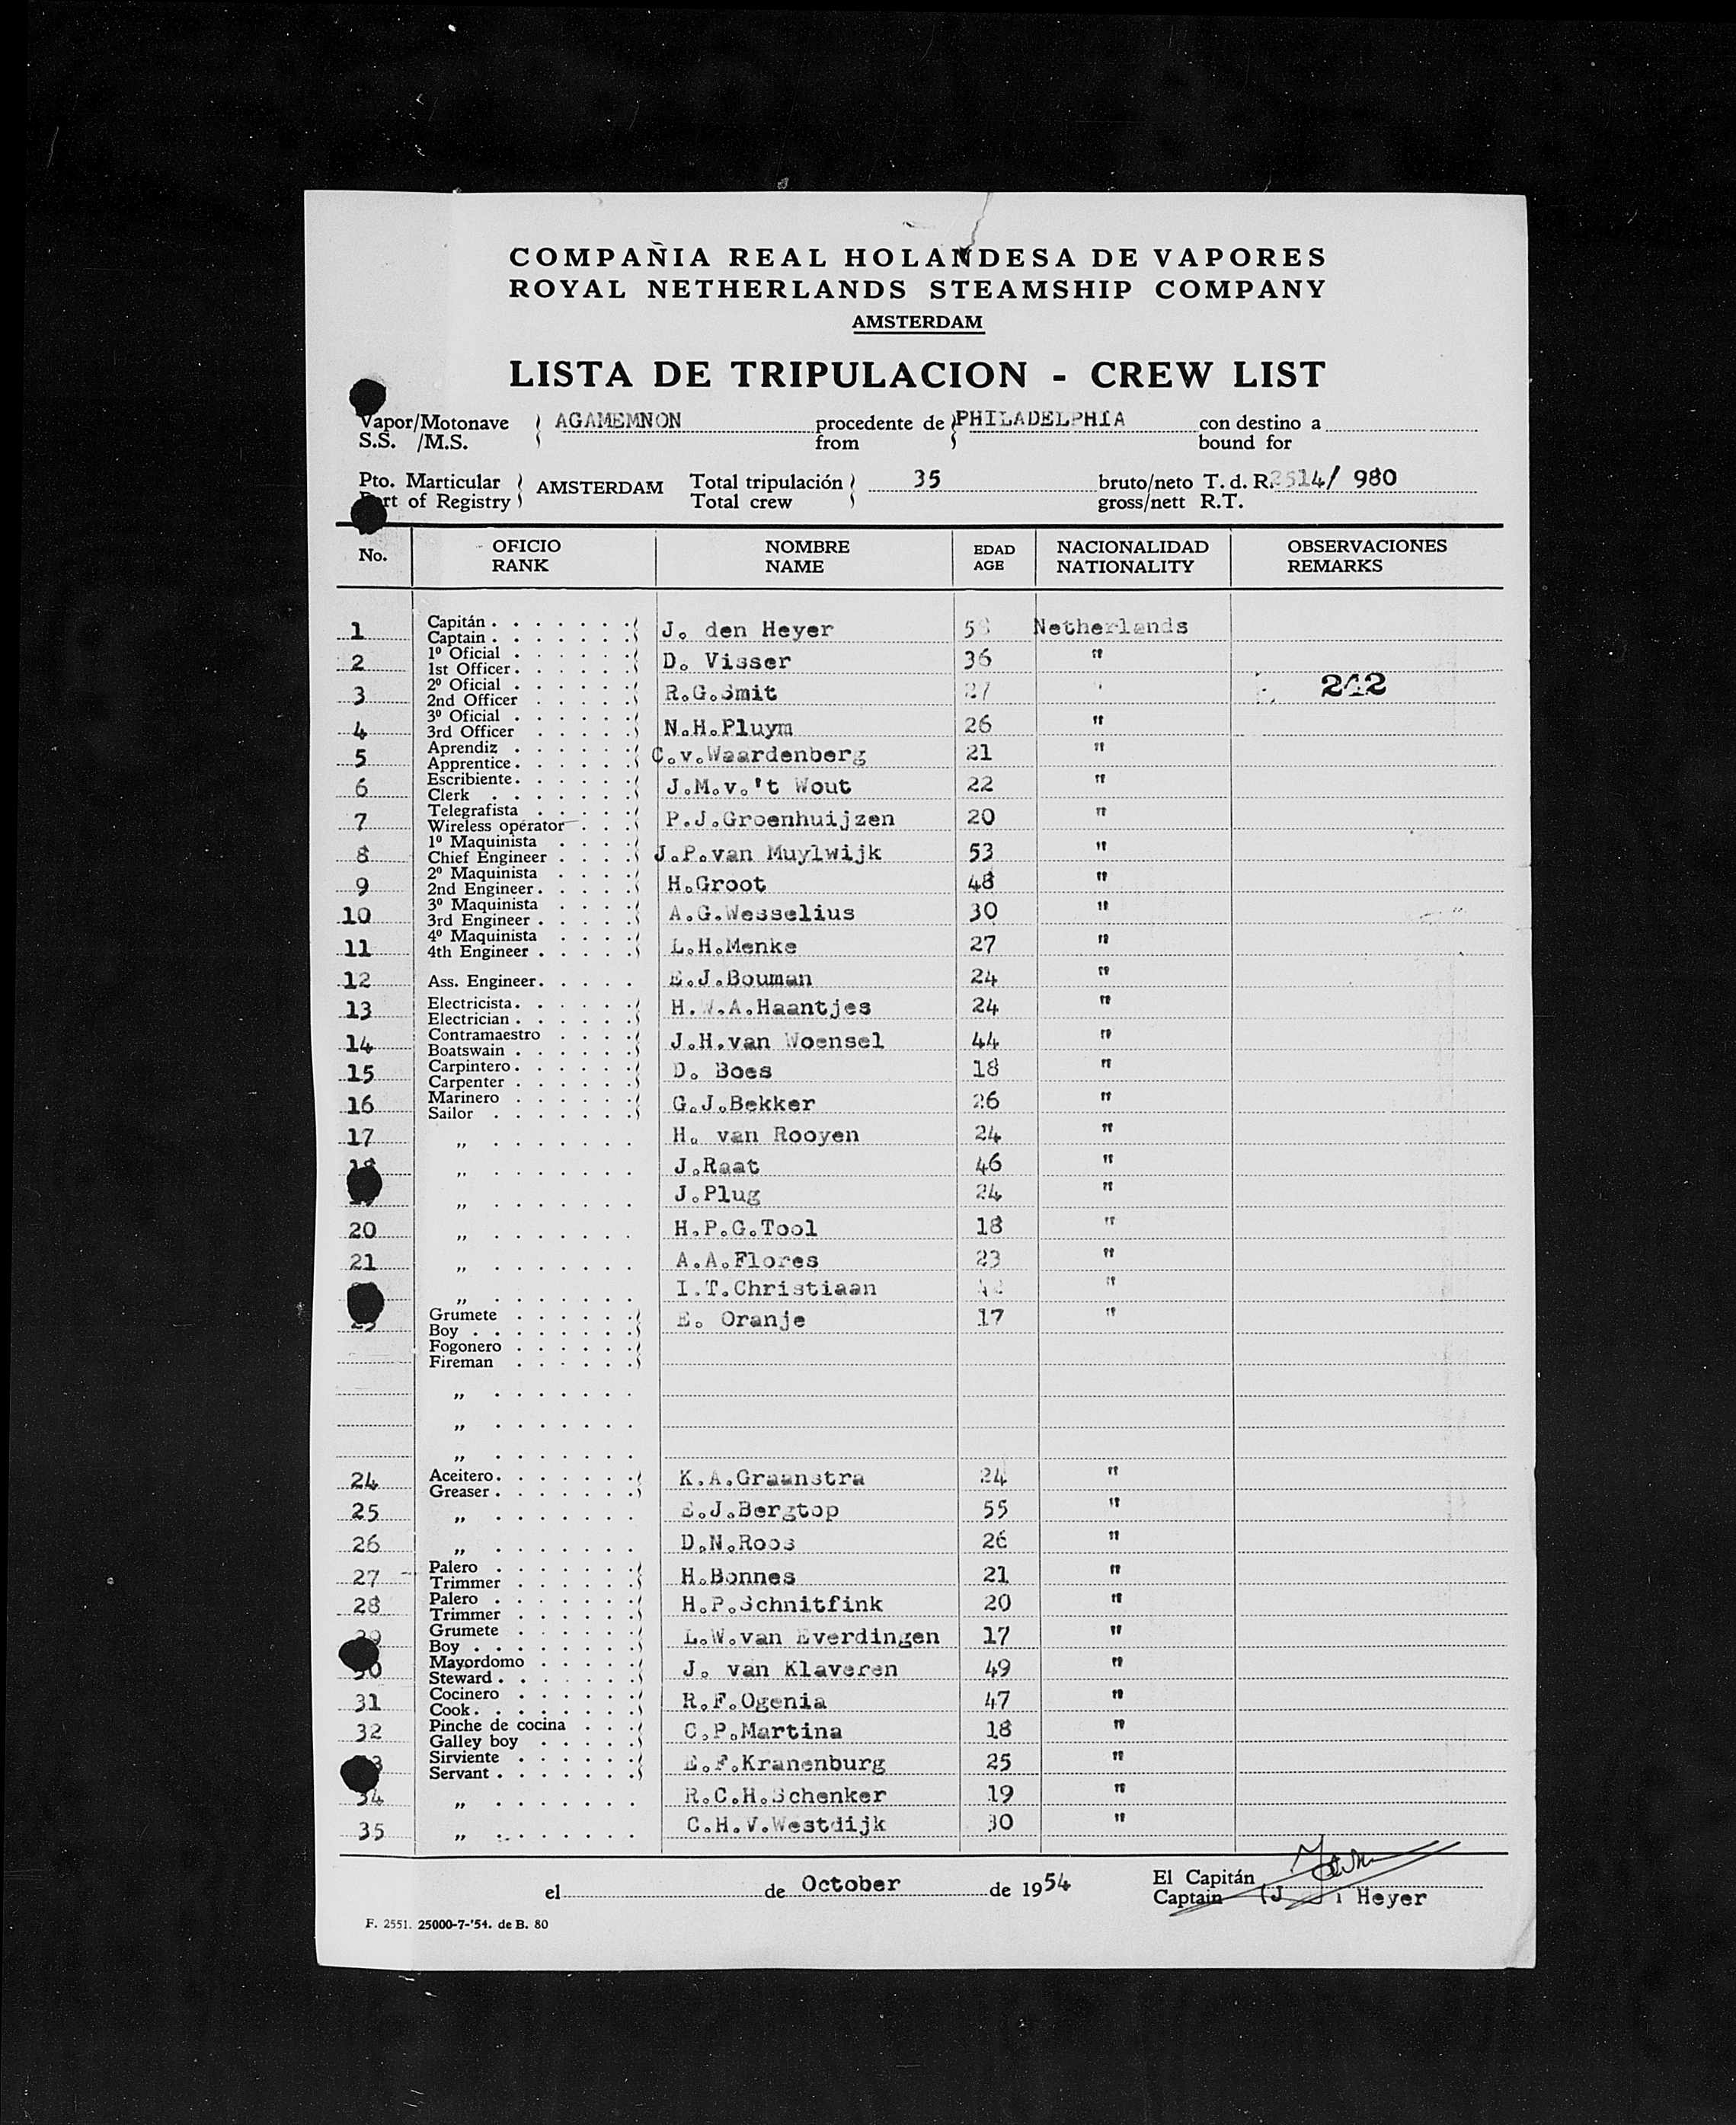 COMPAÑIA REAL HOLANDESA DE VAPORES
ROYAL NETHERLANDS STEAMSHIP COMPANY
AMSTERDAM
LISTA DE TRIPULACION - CREW LIST
Vapor/Motonave AGAMEMNON procedente de PHILADELPHIA con destino a
S.S. /M.S. from bound for
Pto. Marticular AMSTERDAM Total tripulación 35 bruto/neto T. d. R. 2514/ 980
Port of Registry Total crew gross/nett R.T.
No. OFICIO NOMBRE EDAD NACIONALIDAD OBSERVACIONES
RANK NAME AGE NATIONALITY REMARKS
1 Capitán J. den Heyer Netherlands
Captain
2 1º Oficial D. Visser 36 "
1st Officer
3 2º Oficial R.G.Smit 27 " 242
2nd Officer
4 3º Oficial N.H.Pluym 26 "
3rd Officer
5 Aprendiz C.v.Waardenberg 21 "
Apprentice
6 Escribiente J.M.v.'t Wout 22 "
Clerk
7 Telegrafista P.J.Groenhuijzen 20 "
Wireless operator
8 1º Maquinista J.P.van Muylwijk 53 "
Chief Engineer
9 2º Maquinista H.Groot 48 "
2nd Engineer
10 3º Maquinista A.G.Wesselius 30 "
3rd Engineer
11 4º Maquinista L.H.Menke 27 "
4th Engineer
12 Ass. Engineer E.J.Bouman 24 "
13 Electricista H.W.A.Haantjes 24 "
Electrician
14 Contramaestro J.H.van Woensel 44 "
Boatswain
15 Carpintero D. Boes 18 "
Carpenter
16 Marinero G.J.Bekker 26 "
Sailor
17 „ H. van Rooyen 24 "
18 „ J.Raat 46 "
„ J.Plug 24 "
20 „ H.P.G.Tool 18 "
21 „ A.A.Flores 23 "
„ I.T.Christiaan "
23 Grumete E. Oranje 17 "
Boy
Fogonero
Fireman
„
„
„
24 Aceitero K.A.Graanstra 24 "
Greaser
25 „ E.J.Bergtop 55 "
26 „ D.N.Roos 26 "
27 Palero H.Bonnes 21 "
Trimmer
28 Palero H.P.Schnitfink 20 "
Trimmer
29 Grumete L.W.van Everdingen 17 "
Boy
30 Mayordomo J. van Klaveren 49 "
Steward
31 Cocinero R.F.Ogenia 47 "
Cook
32 Pinche de cocina C.P.Martina 18 "
Galley boy
33 Sirviente E.F.Kranenburg 25 "
Servant
34 „ R.C.H.Schenker 19 "
35 „ C.H.V.Westdijk 30 "
el de October de 1954 El Capitán
Captain (J Heyer
F. 2551. 25000-7-'54. de B. 80